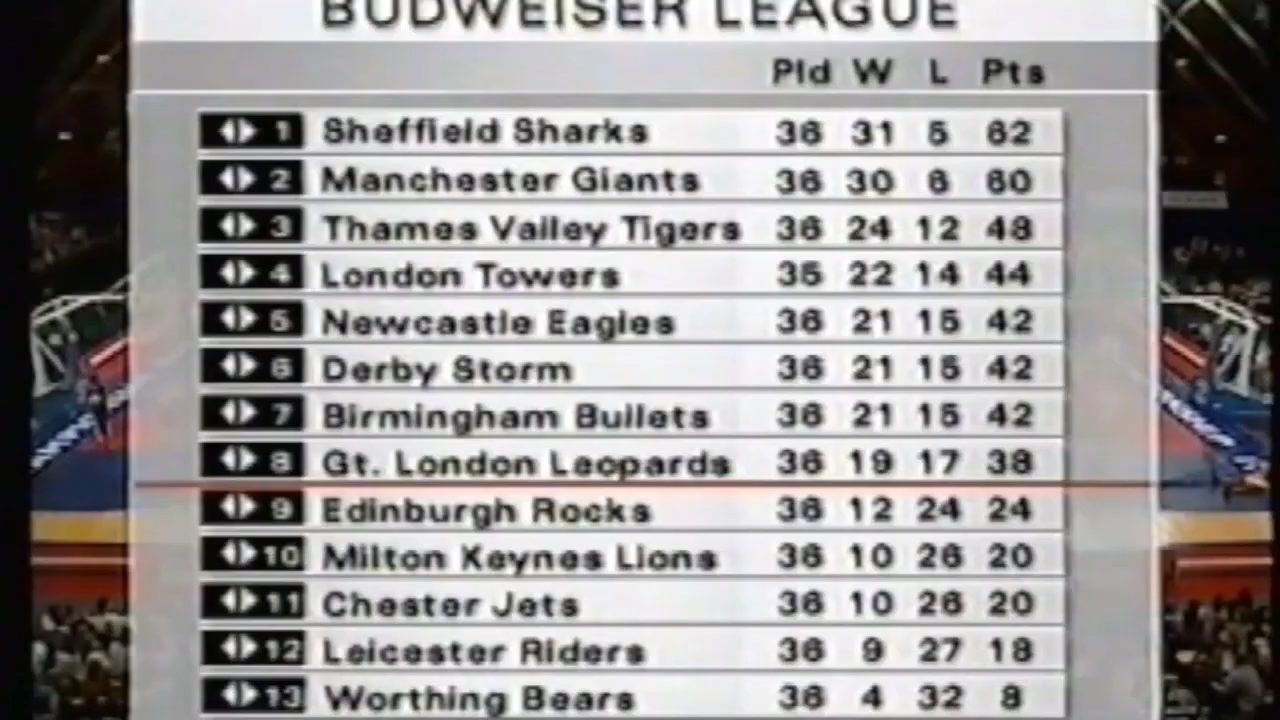 BUDWEISER LEAGUE
Pld W L Pts
1 Sheffield Sharks 36 31 5 62
2 Manchester Giants 36 30 6 60
3 Thames Valley Tigers 36 24 12 48
4 London Towers 36 22 14 44
5 Newcastle Eagles 36 21 15 42
6 Derby Storm 36 21 15 42
7 Birmingham Bullets 36 21 15 42
8 Gt. London Leopards 36 19 17 38
9 Edinburgh Rocks 36 12 24 24
10 Milton Keynes Lions 36 10 26 20
11 Chester Jets 36 10 26 20
12 Leicester Riders 36 9 27 18
13 Worthing Bears 36 4 32 8